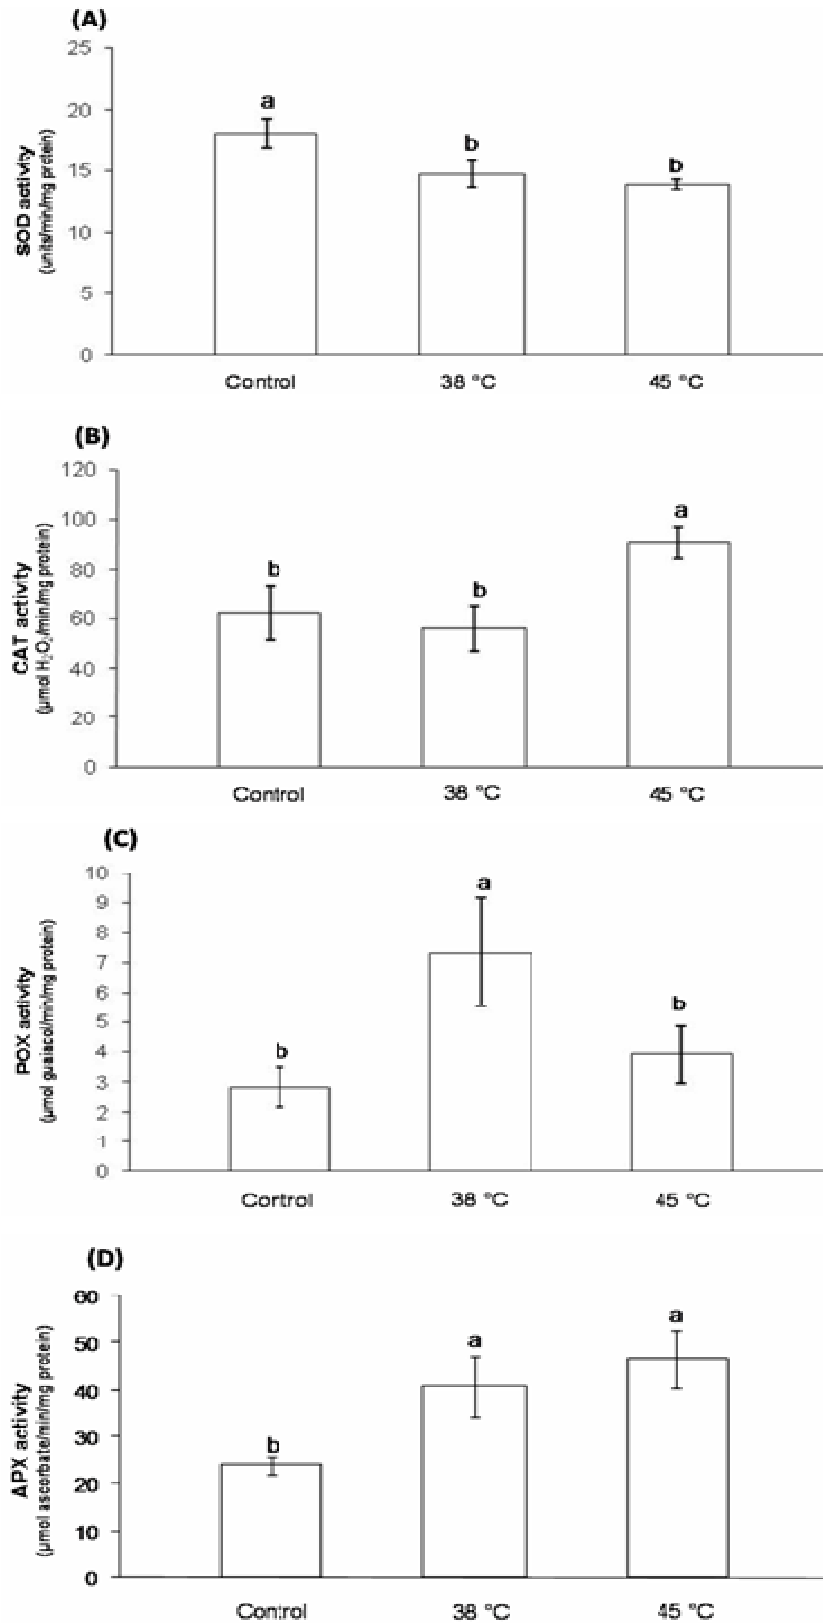 (A)
25
20
15
10
5
0
SOD activity
(units/min/mg protein)
a
b
b
Control 38 °C 45 °C
(B)
120
100
80
60
40
20
0
CAT activity
(µmol H₂O₂/min/mg protein)
b
b
a
Control 38 °C 45 °C
(C)
10
9
8
7
6
5
4
3
2
1
0
POX activity
(µmol guaiacol/min/mg protein)
b
a
b
Control 38 °C 45 °C
(D)
60
50
40
30
20
10
0
APX activity
(µmol ascorbate/min/mg protein)
b
a
a
Control 38 °C 45 °C